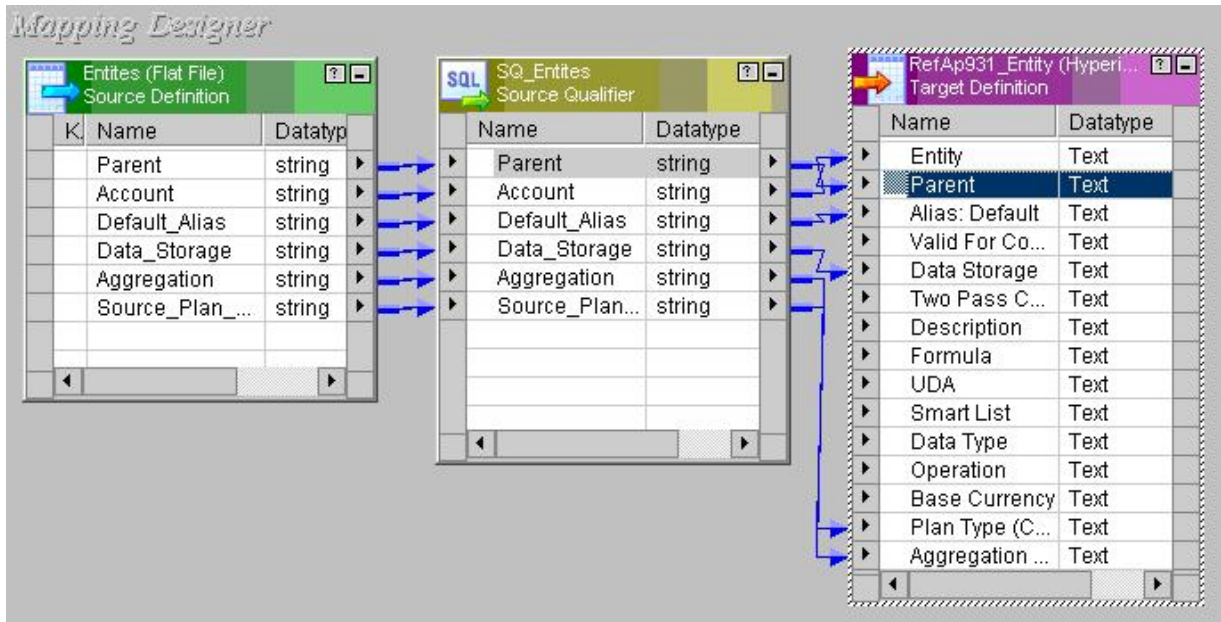 Mapping Designer
Entites (Flat File)
Source Definition
K. Name Datatyp
Parent string
Account string
Default_Alias string
Data_Storage string
Aggregation string
Source_Plan_... string
SQL
SQ_Entites
Source Qualifier
Name Datatype
Parent string
Account string
Default_Alias string
Data_Storage string
Aggregation string
Source_Plan... string
RefAp931_Entity (Hyperi...
Target Definition
Name Datatype
Entity Text
Parent Text
Alias: Default Text
Valid For Co... Text
Data Storage Text
Two Pass C... Text
Description Text
Formula Text
UDA Text
Smart List Text
Data Type Text
Operation Text
Base Currency Text
Plan Type (C... Text
Aggregation ... Text